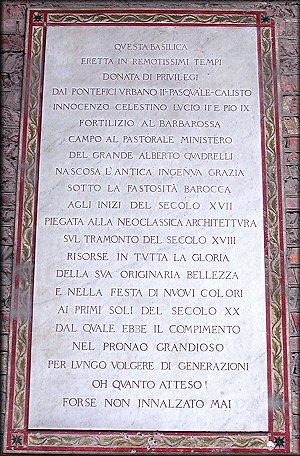 QVESTA BASILICA
ERETTA IN REMOTISSIMI TEMPI
DONATA DI PRIVILEGI
DAI PONTEFICI VRBANO II-PASQVALE-CALISTO
INNOCENZO CELESTINO LVCIO II E PIO IX
FORTILIZIO AL BARBAROSSA
CAMPO AL PASTORALE MINISTERO
DEL GRANDE ALBERTO QVADRELLI
NASCOSA L'ANTICA INGENVA GRAZIA
SOTTO LA FASTOSITÀ BAROCCA
AGLI INIZI DEL SECOLO XVII
PIEGATA ALLA NEOCLASSICA ARCHITETTVRA
SVL TRAMONTO DEL SECOLO XVIII
RISORSE IN TVTTA LA GLORIA
DELLA SVA ORIGINARIA BELLEZZA
E NELLA FESTA DI NVOVI COLORI
AI PRIMI SOLI DEL SECOLO XX
DAL QVALE EBBE IL COMPIMENTO
NEL PRONAO GRANDIOSO
PER LVNGO VOLGERE DI GENERAZIONI
OH QVANTO ATTESO!
FORSE NON INNALZATO MAI